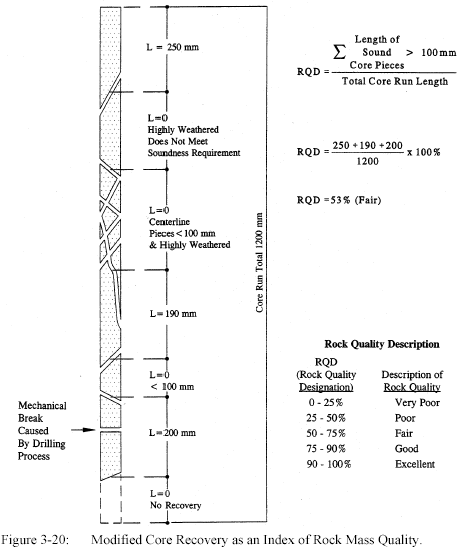 L = 250 mm
L=0
Highly Weathered
Does Not Meet
Soundness Requirement
L=0
Centerline
Pieces < 100 mm
& Highly Weathered
L=190 mm
L=0
< 100 mm
Mechanical
Break
Caused
By Drilling
Process
L=200 mm
L=0
No Recovery
Core Run Total 1200 mm
Length of
∑ Sound > 100 mm
Core Pieces
RQD =
Total Core Run Length
250 + 190 + 200
RQD = x 100%
1200
RQD = 53% (Fair)
Rock Quality Description
RQD
(Rock Quality Description of
Designation) Rock Quality
0 - 25% Very Poor
25 - 50% Poor
50 - 75% Fair
75 - 90% Good
90 - 100% Excellent
Figure 3-20: Modified Core Recovery as an Index of Rock Mass Quality.